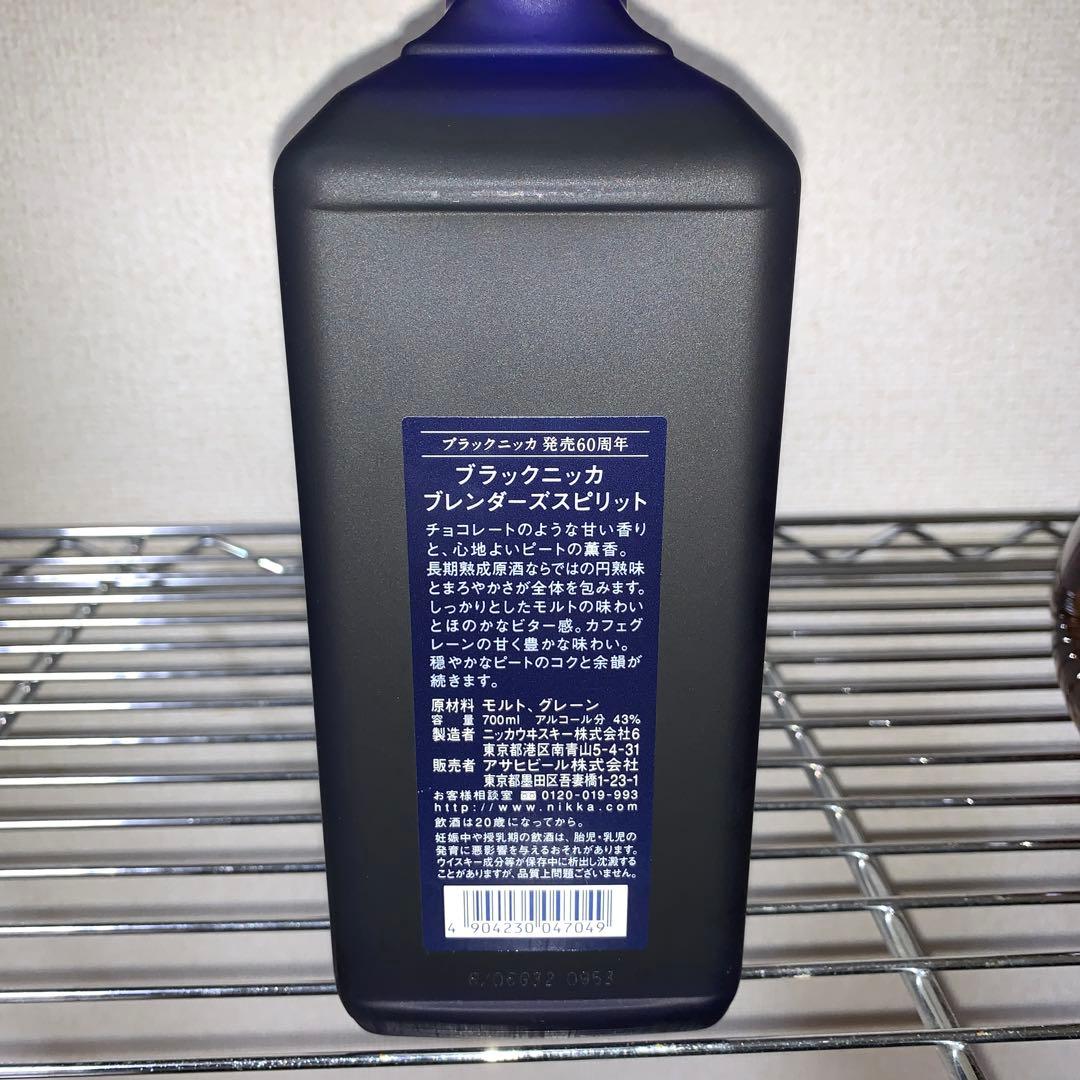 ブラックニッカ 発売60周年
ブラックニッカ
ブレンダーズスピリット
チョコレートのような甘い香り
と、心地よいピートの薫香。
長期熟成原酒ならではの円熟味
とまろやかさが全体を包みます。
しっかりとしたモルトの味わい
とほのかなビター感。カフェグ
レーンの甘く豊かな味わい。
穏やかなピートのコクと余韻が
続きます。
原材料 モルト、グレーン
容 量 700ml アルコール分 43%
製造者 ニッカウヰスキー株式会社6
東京都港区南青山5-4-31
販売者 アサヒビール株式会社
東京都墨田区吾妻橋1-23-1
お客様相談室 0120-019-993
http://www.nikka.com
飲酒は20歳になってから。
妊娠中や授乳期の飲酒は、胎児・乳児の
発育に悪影響を与えるおそれがあります。
ウイスキー成分等が保存中に析出し沈澱する
ことがありますが、品質上問題ございません。
4 904230 047049